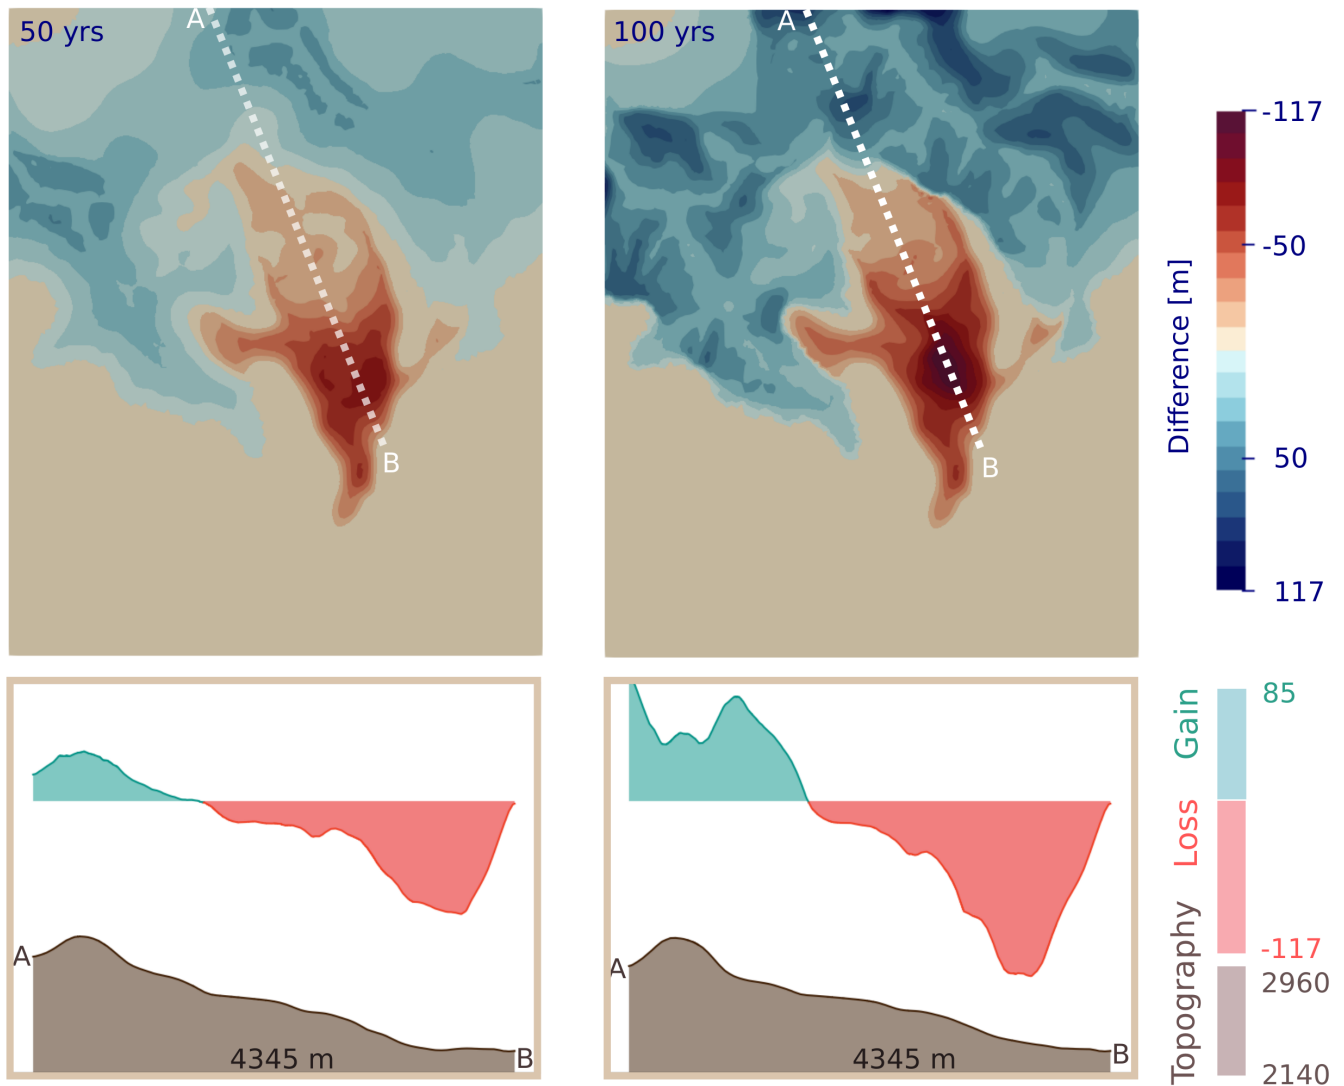 A
50 yrs
B
A
100 yrs
B
Difference [m]
-117
-50
50
117
A
4345 m
B
A
4345 m
B
Gain
Loss
Topography
85
-117
2960
2140